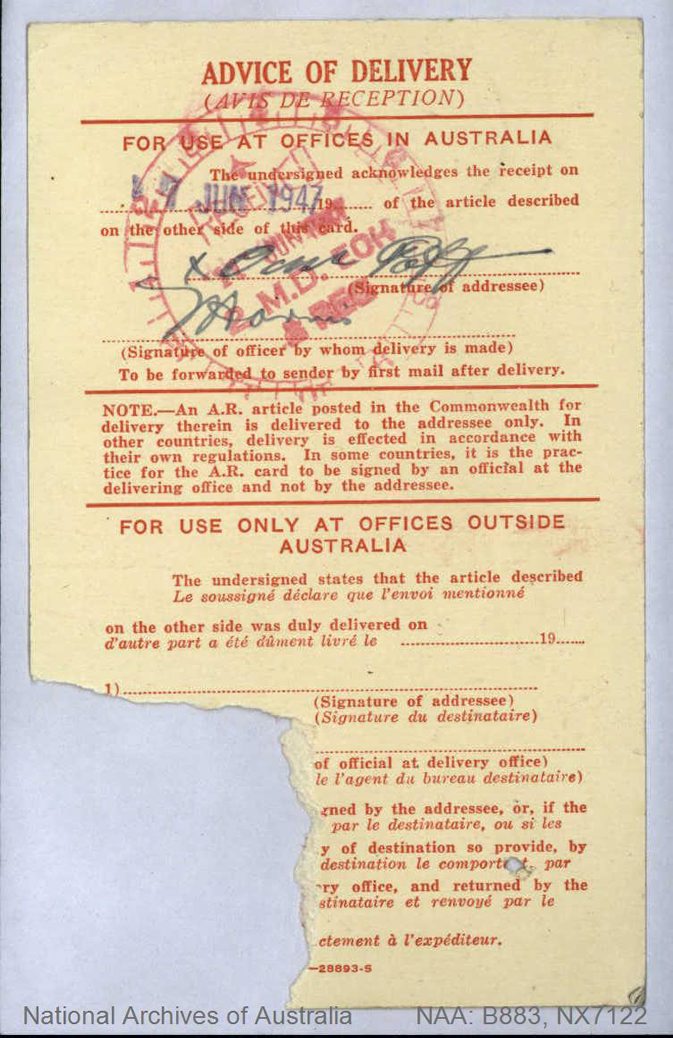 ADVICE OF DELIVERY
(AVIS DE RECEPTION)
FOR USE AT OFFICES IN AUSTRALIA
The undersigned acknowledges the receipt on
7 JUNE 1947 19...... of the article described
on the other side of this card.
x
(Signature of addressee)
(Signature of officer by whom delivery is made)
To be forwarded to sender by first mail after delivery.
NOTE.—An A.R. article posted in the Commonwealth for
delivery therein is delivered to the addressee only. In
other countries, delivery is effected in accordance with
their own regulations. In some countries, it is the prac-
tice for the A.R. card to be signed by an official at the
delivering office and not by the addressee.
FOR USE ONLY AT OFFICES OUTSIDE
AUSTRALIA
The undersigned states that the article described
Le soussigné déclare que l'envoi mentionné
on the other side was duly delivered on
d'autre part a été dûment livré le ........................19......
1)
(Signature of addressee)
(Signature du destinataire)
of official at delivery office)
le l'agent du bureau destinataire)
gned by the addressee, or, if the
par le destinataire, ou si les
y of destination so provide, by
destination le comportent, par
ry office, and returned by the
stinataire et renvoyé par le
ctement à l'expéditeur.
—28893-S
National Archives of Australia NAA: B883, NX7122